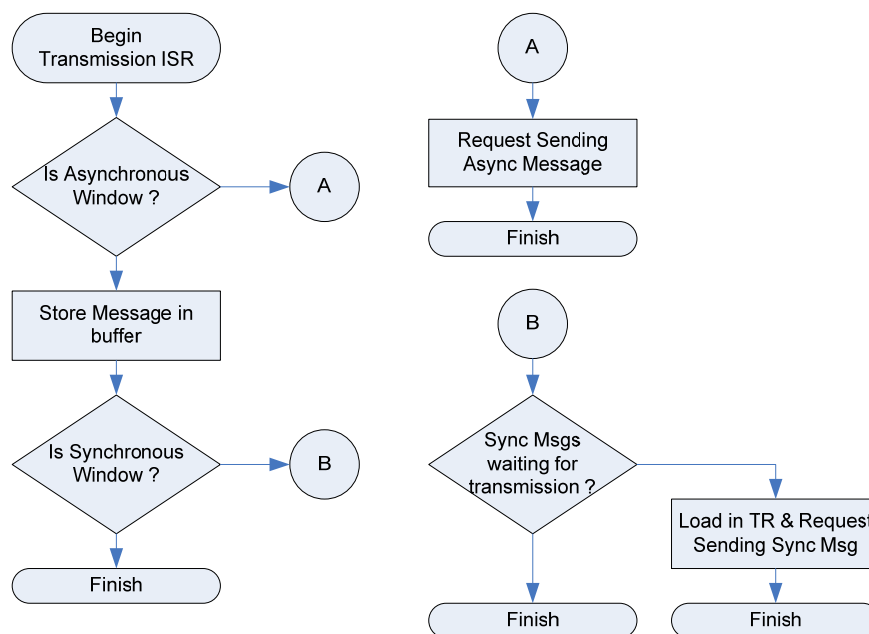 Begin
Transmission ISR
Is Asynchronous
Window ?
A
Store Message in
buffer
Is Synchronous
Window ?
B
Finish
A
Request Sending
Async Message
Finish
B
Sync Msgs
waiting for
transmission ?
Load in TR & Request
Sending Sync Msg
Finish
Finish